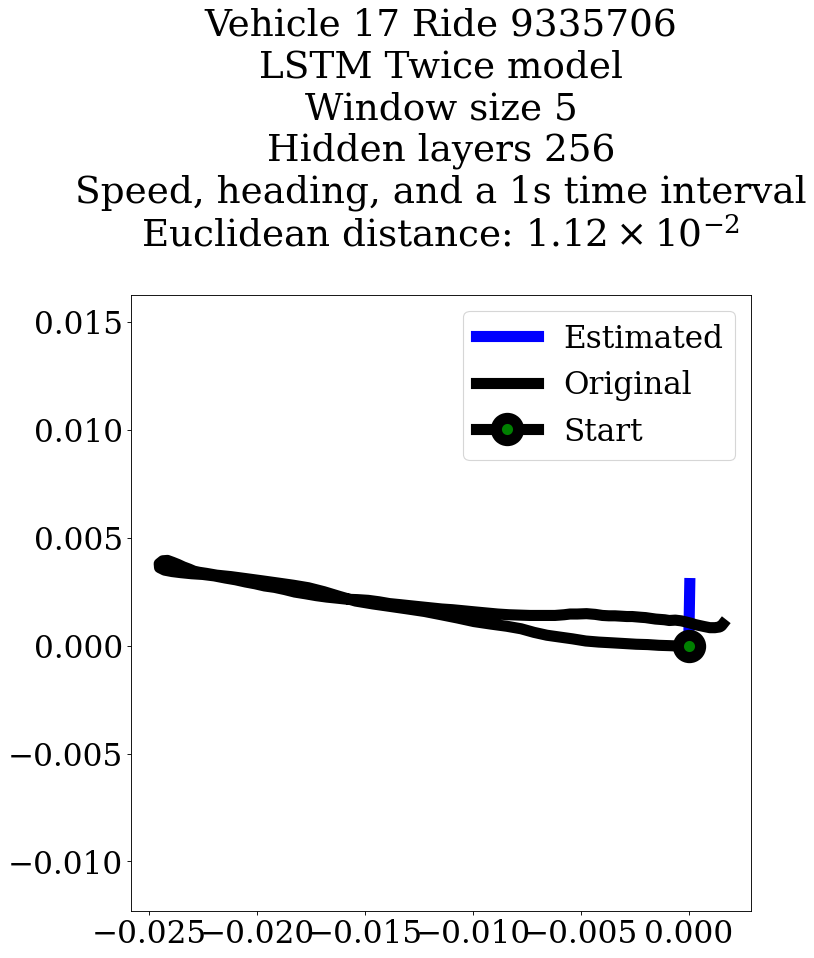 Vehicle 17 Ride 9335706
LSTM Twice model
Window size 5
Hidden layers 256
Speed, heading, and a 1s time interval
Euclidean distance: 1.12 × 10⁻²
Estimated
Original
Start
0.015
0.010
0.005
0.000
−0.005
−0.010
−0.025 −0.020 −0.015 −0.010 −0.005 0.000